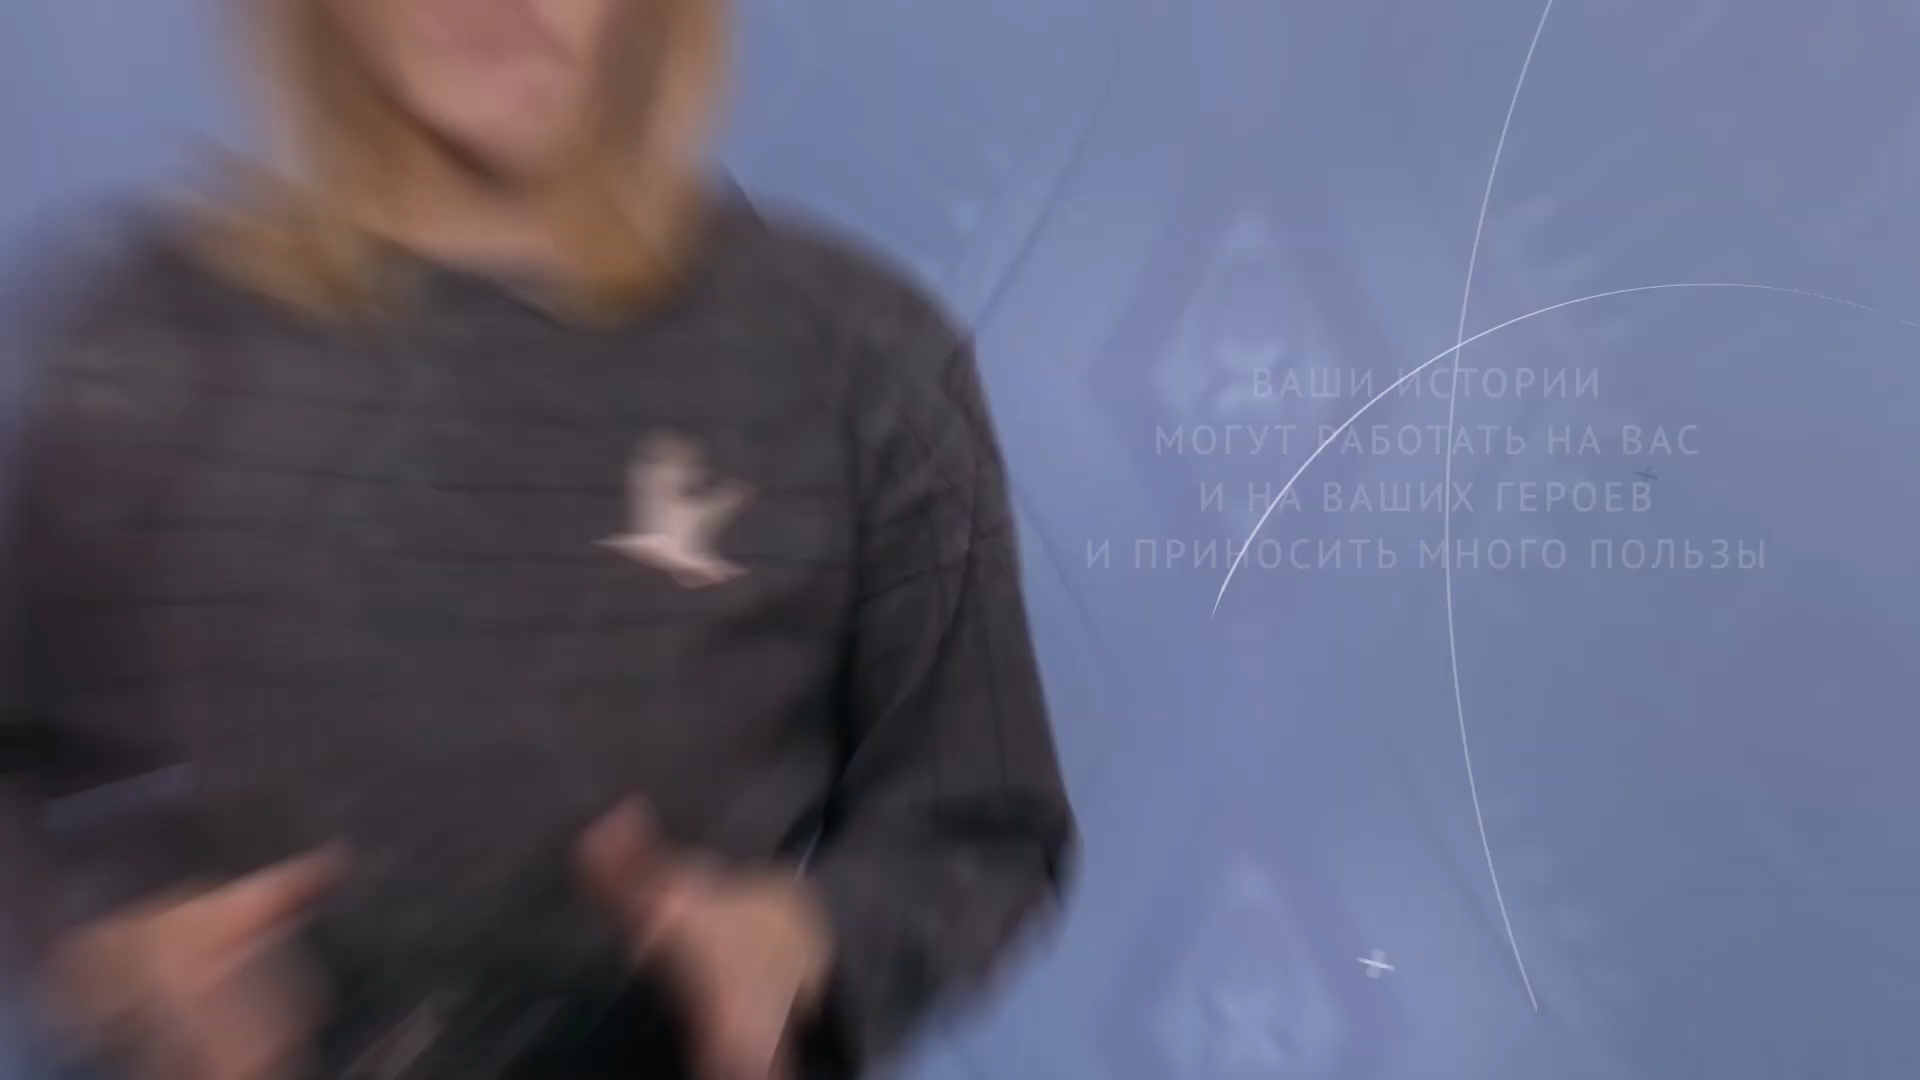 ВАШИ ИСТОРИИ
МОГУТ РАБОТАТЬ НА ВАС
И НА ВАШИХ ГЕРОЕВ
И ПРИНОСИТЬ МНОГО ПОЛЬЗЫ